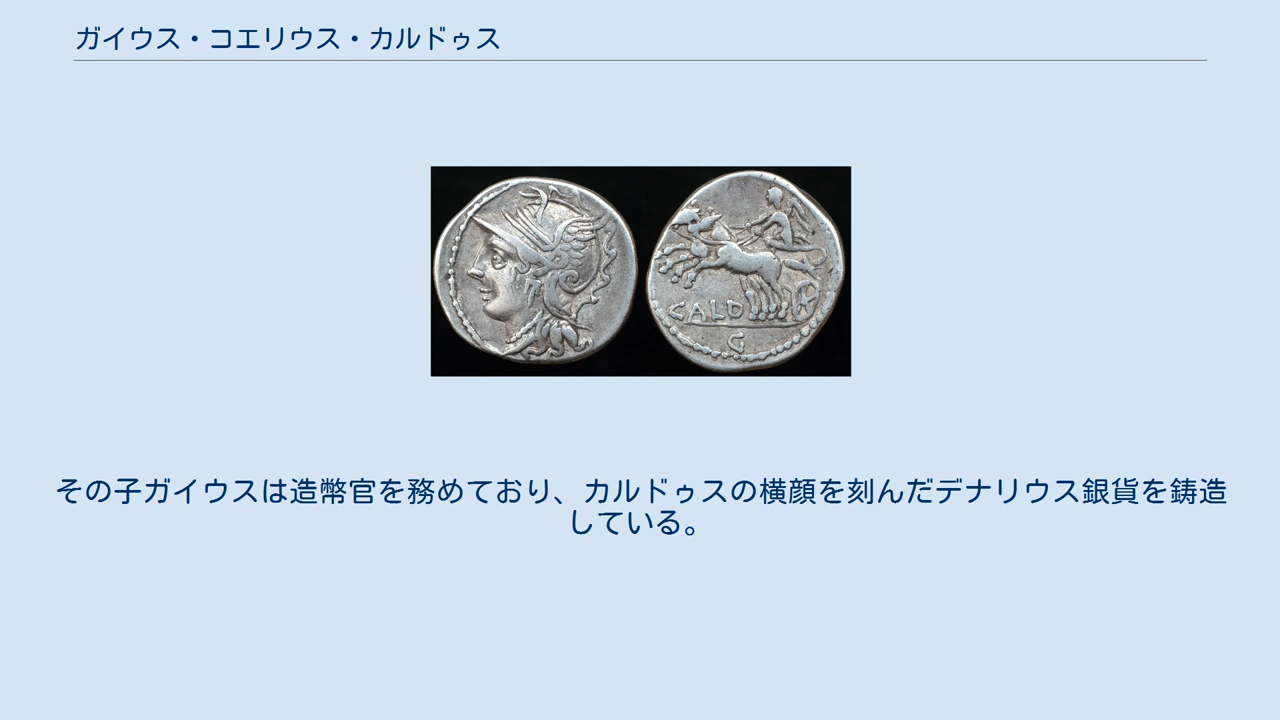 ガイウス・コエリウス・カルドゥス
CALD
C
その子ガイウスは造幣官を務めており、カルドゥスの横顔を刻んだデナリウス銀貨を鋳造
している。